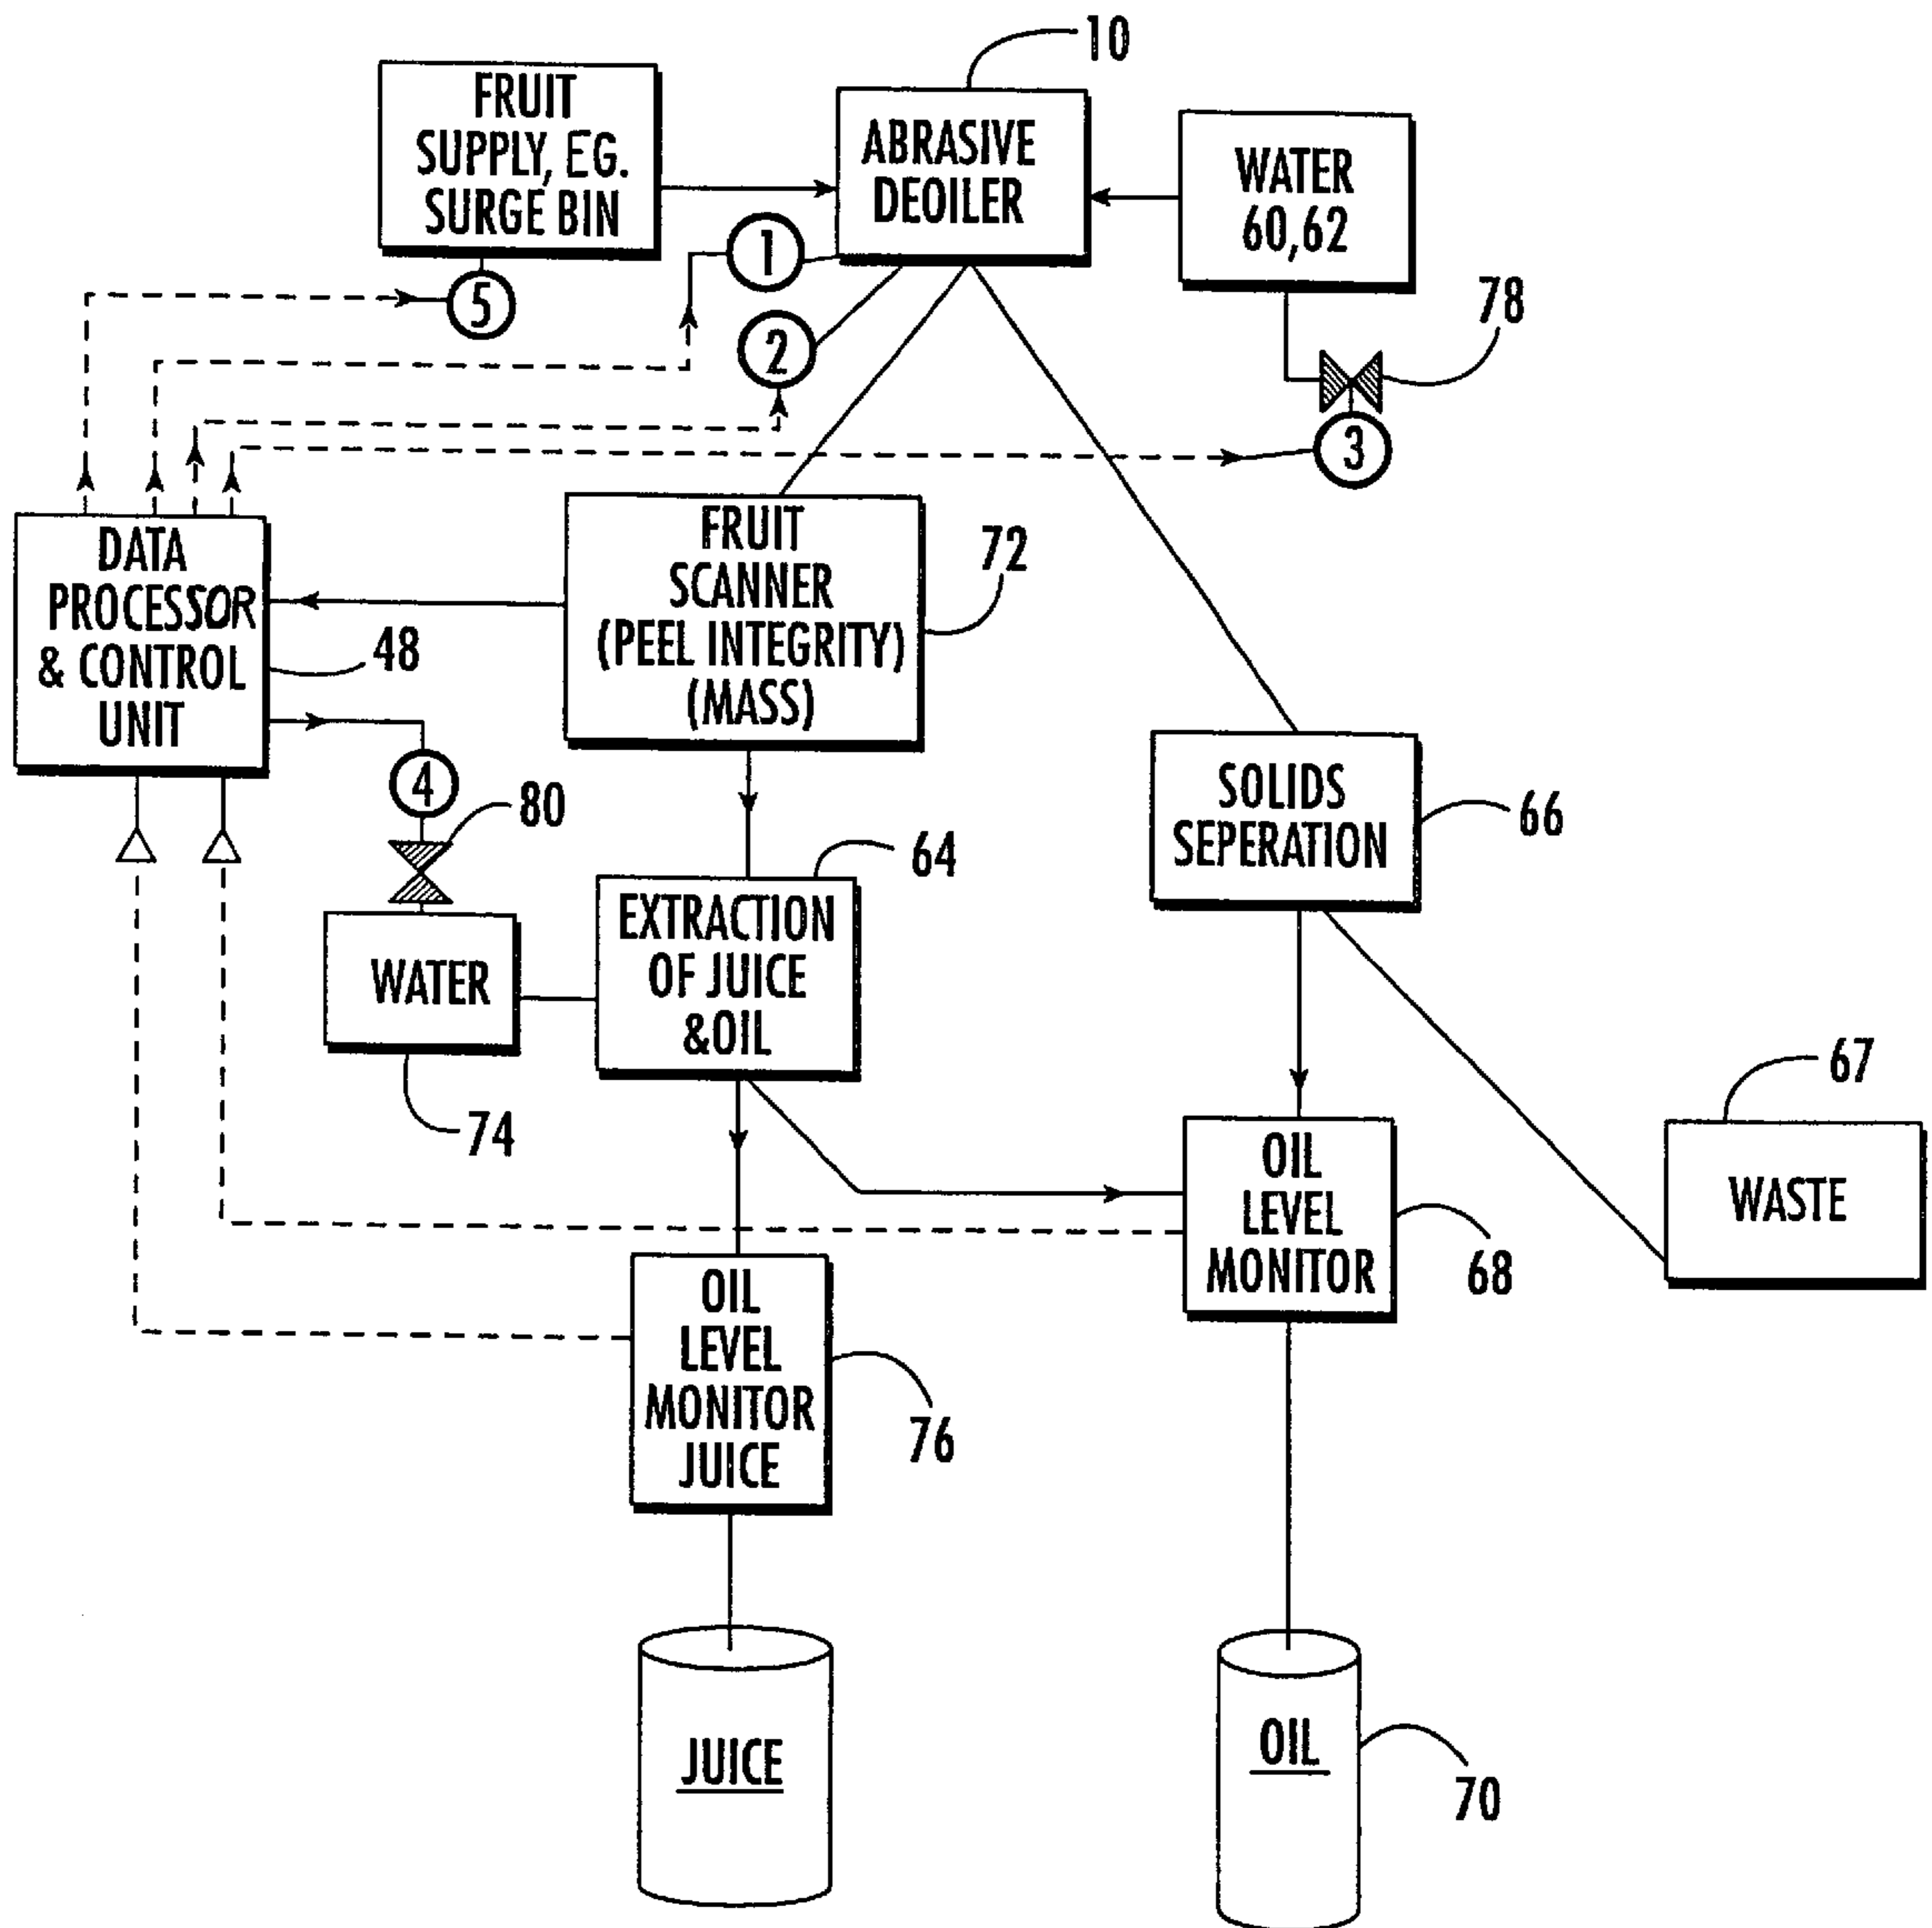 10
FRUIT
SUPPLY, EG.
SURGE BIN
ABRASIVE
DEOILER
WATER
60,62
1
5
2
78
3
DATA
PROCESSOR
& CONTROL
UNIT
48
FRUIT
SCANNER
(PEEL INTEGRITY)
(MASS)
72
4
80
SOLIDS
SEPERATION
66
64
EXTRACTION
OF JUICE
&OIL
WATER
74
67
WASTE
OIL
LEVEL
MONITOR
68
OIL
LEVEL
MONITOR
JUICE
76
JUICE
OIL
70